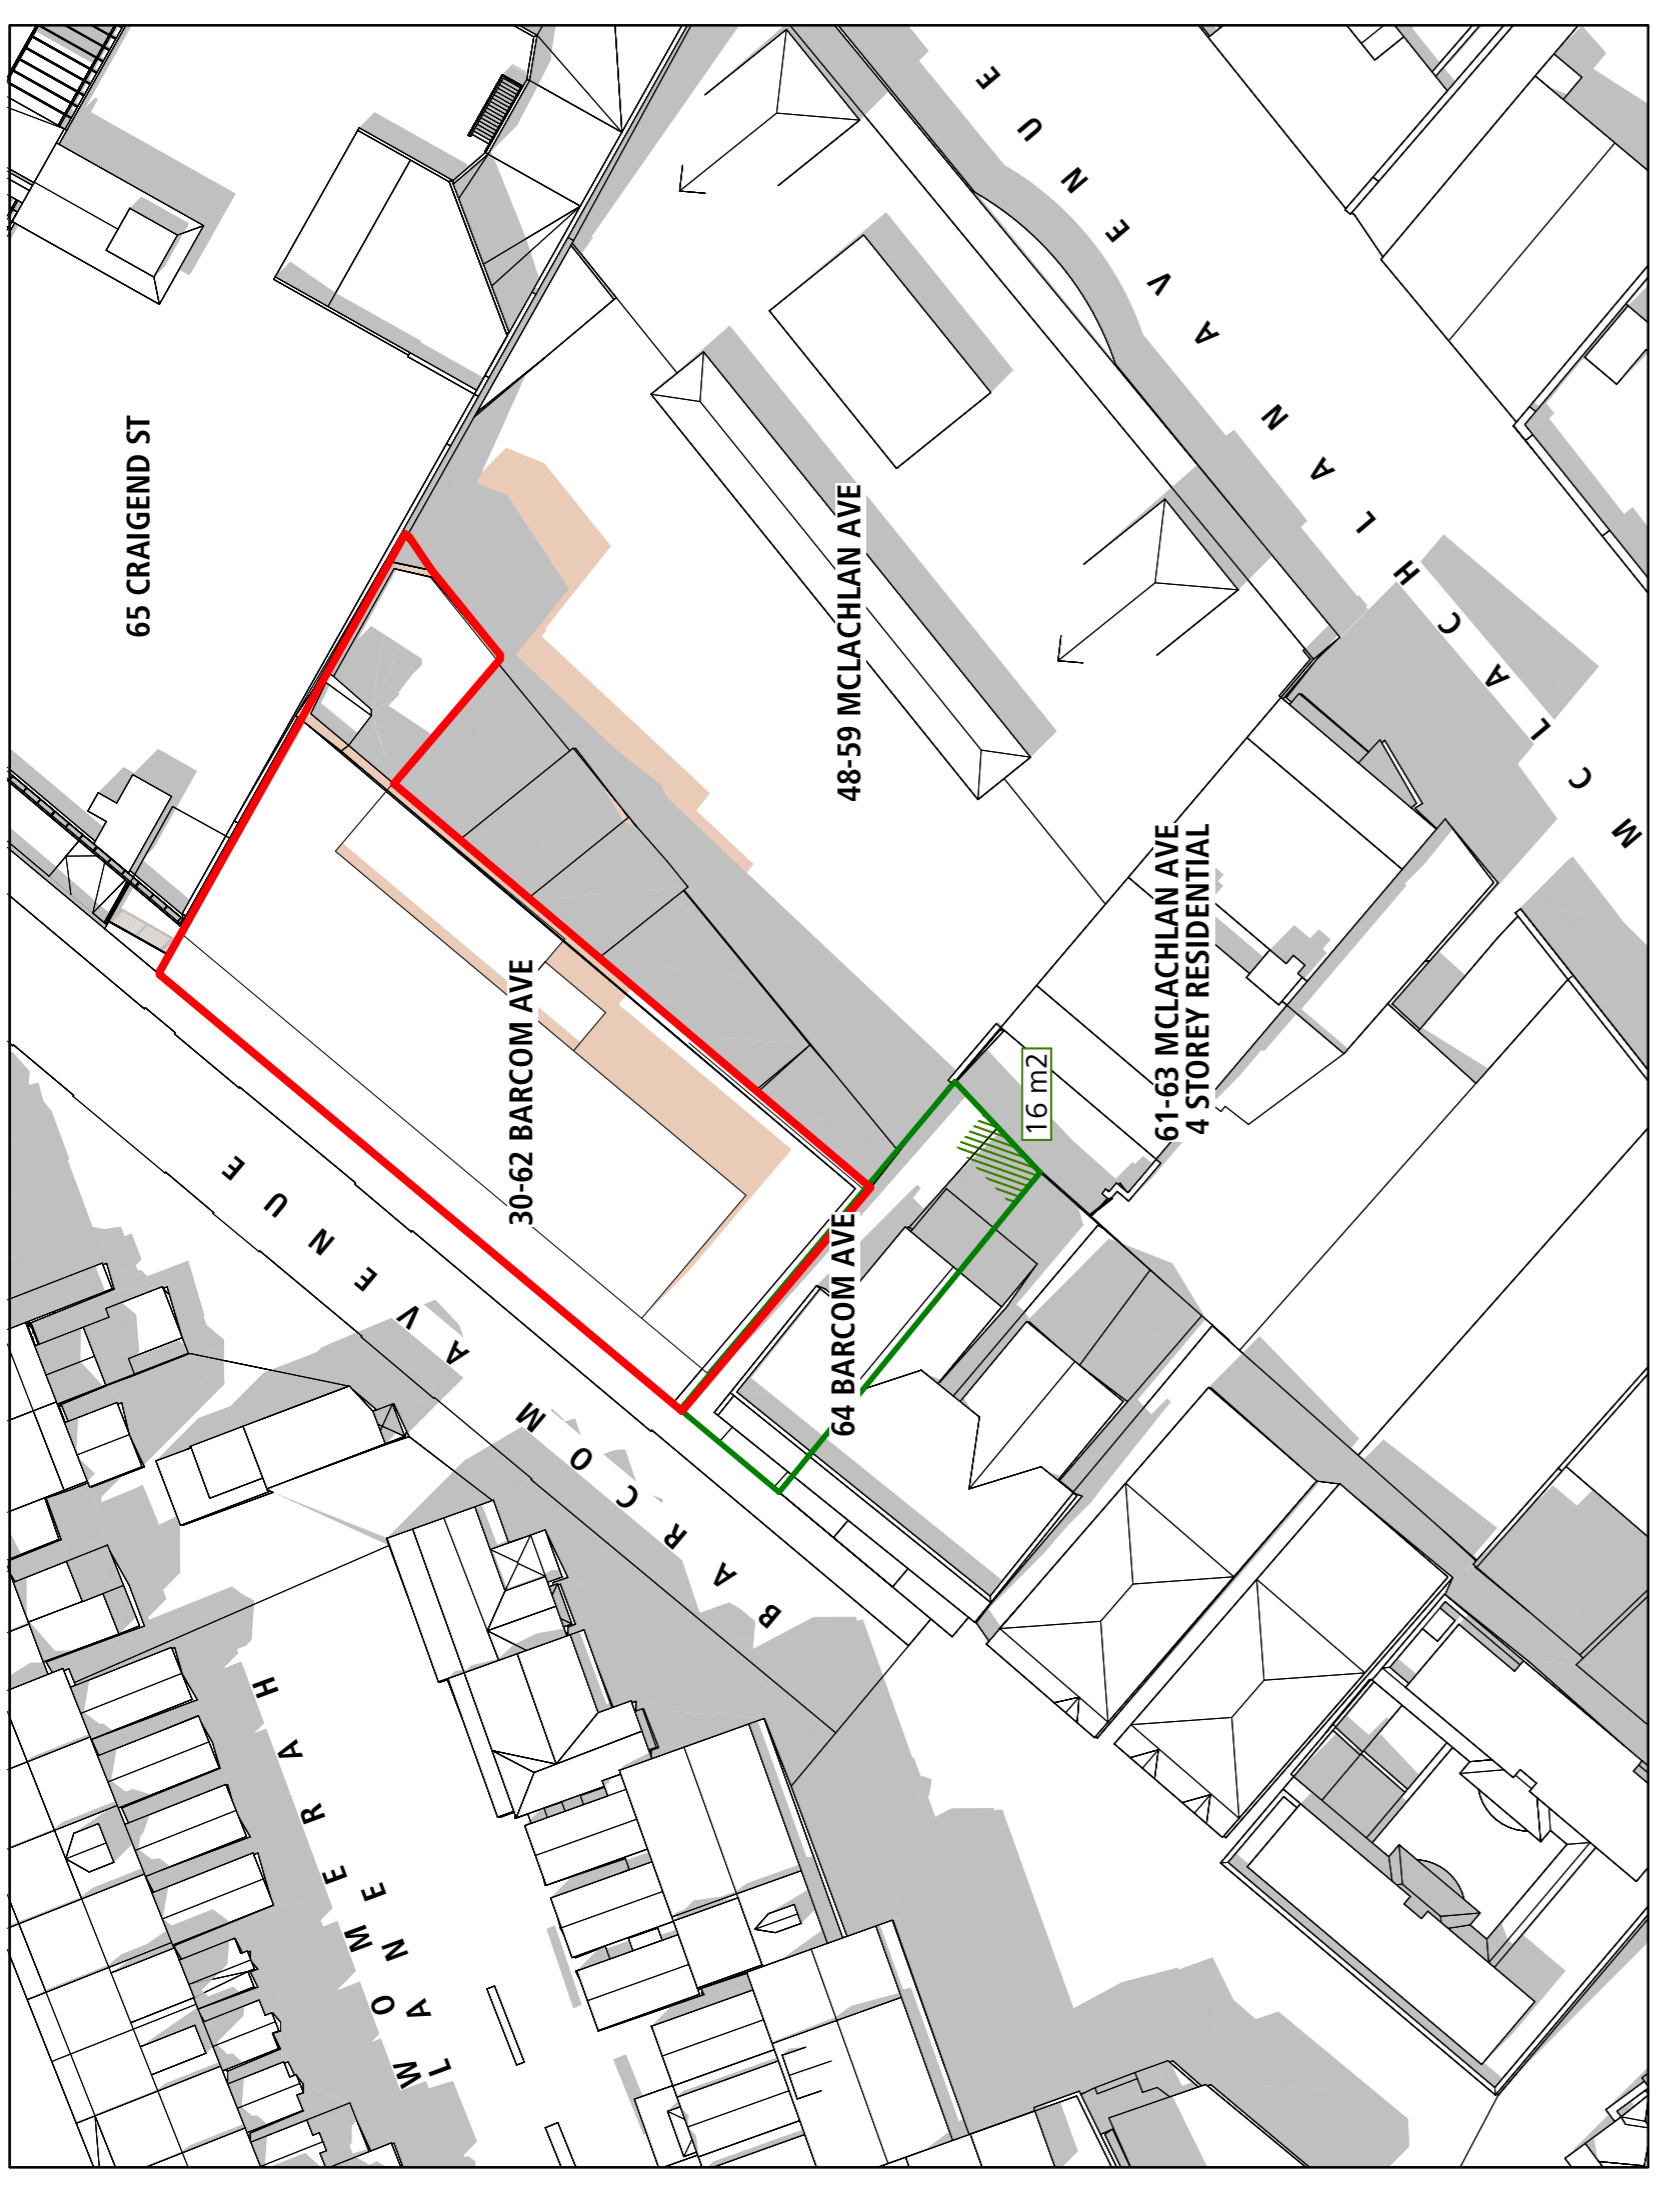 65 CRAIGEND ST
48-59 MCLACHLAN AVE
30-62 BARCOM AVE
61-63 MCLACHLAN AVE
4 STOREY RESIDENTIAL
16 m2
64 BARCOM AVE
MCLACHLAN AVENUE
BARCOM AVENUE
WOMERAH
LANE